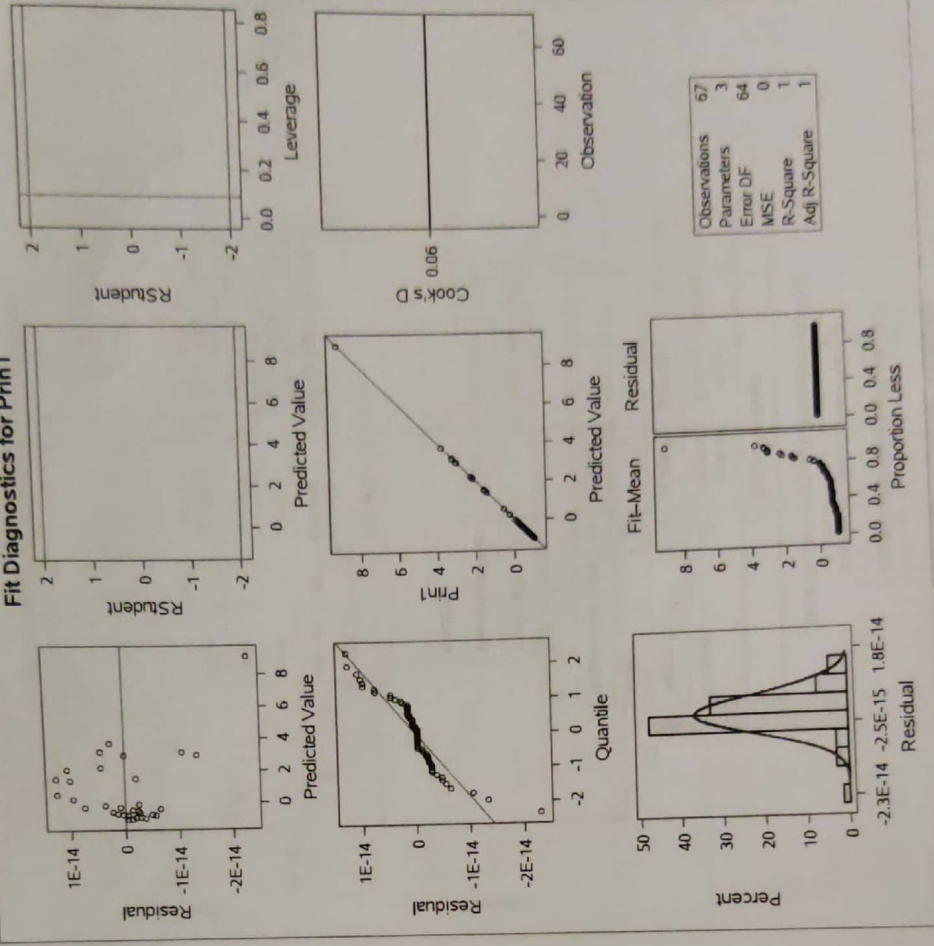 Fit Diagnostics for Prin1
Residual
1E-14
0
-1E-14
-2E-14
0 2 4 6 8
Predicted Value
RStudent
2
1
0
-1
-2
0 2 4 6 8
Predicted Value
RStudent
2
1
0
-1
-2
0.0 0.2 0.4 0.6 0.8
Leverage
Residual
1E-14
0
-1E-14
-2E-14
-2 -1 0 1 2
Quantile
Prin1
8
6
4
2
0
0 2 4 6 8
Predicted Value
Cook's D
0.06
0 20 40 60
Observation
Percent
50
40
30
20
10
0
-2.3E-14 -2.5E-15 1.8E-14
Residual
Fit–Mean Residual
8
6
4
2
0
0.0 0.4 0.8 0.0 0.4 0.8
Proportion Less
Observations 67
Parameters 3
Error DF 64
MSE 0
R-Square 1
Adj R-Square 1